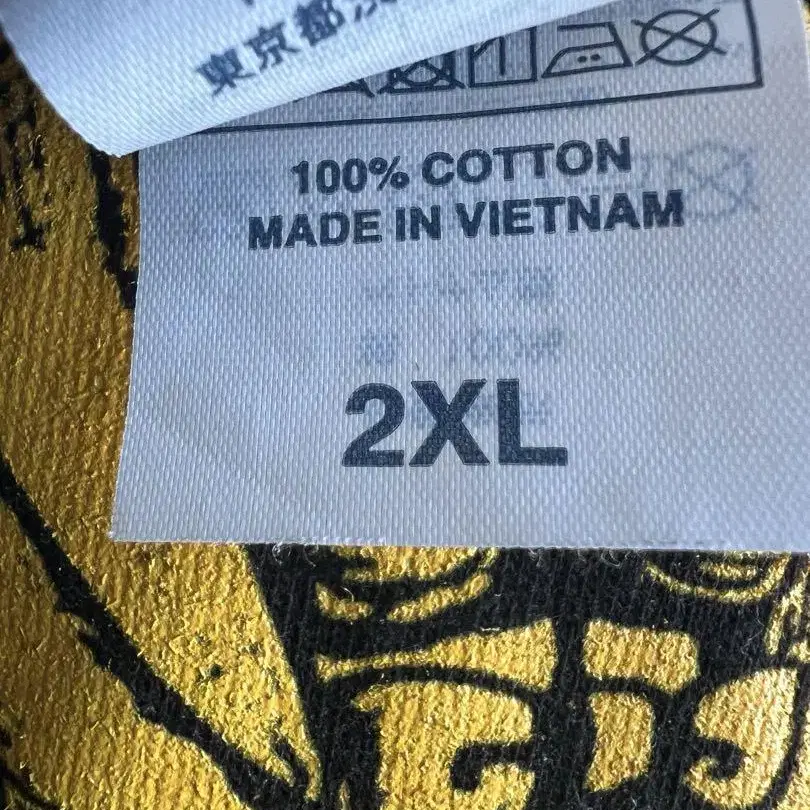 東京都
100% COTTON
MADE IN VIETNAM
2XL